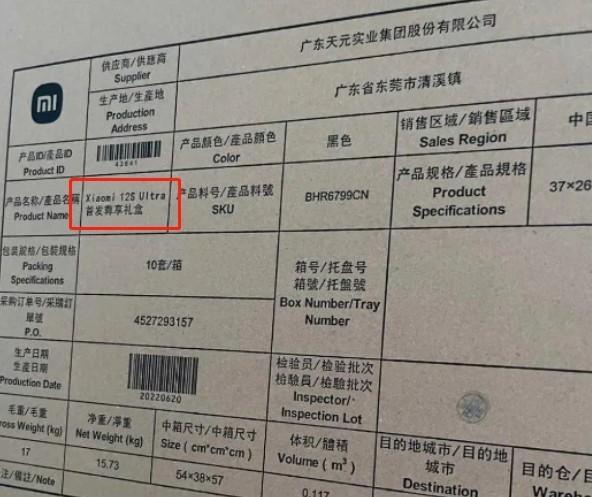 mi
供应商/供應商
Supplier
广东天元实业集团股份有限公司
生产地/生産地
Production
Address
广东省东莞市清溪镇
产品ID/產品ID
Product ID
42641
产品颜色/產品顏色
Color
黑色
销售区域/銷售區域
Sales Region
中国
产品名称/產品名稱
Product Name
Xiaomi 12S Ultra
首发尊享礼盒
产品料号/產品料號
SKU
BHR6799CN
产品规格/產品規格
Product
Specifications
37×26
包装规格/包裝规格
Packing
Specifications
10套/箱
箱号/托盘号
箱號/托盤號
Box Number/Tray
Number
采购订单号/采購訂
單號
P.O.
4527293157
生产日期
生産日期
Production Date
20220620
检验员/检验批次
檢驗員/檢驗批次
Inspector/
Inspection Lot
毛重/毛重
ross Weight (kg)
净重/淨重
Net Weight (kg)
中箱尺寸/中箱尺寸
Size (cm*cm*cm)
体积/體積
Volume (m³)
目的地城市/目的地
城市
Destination
目的仓/目
Wareh
17
15.73
54×38×57
0.117
注/備註/Note